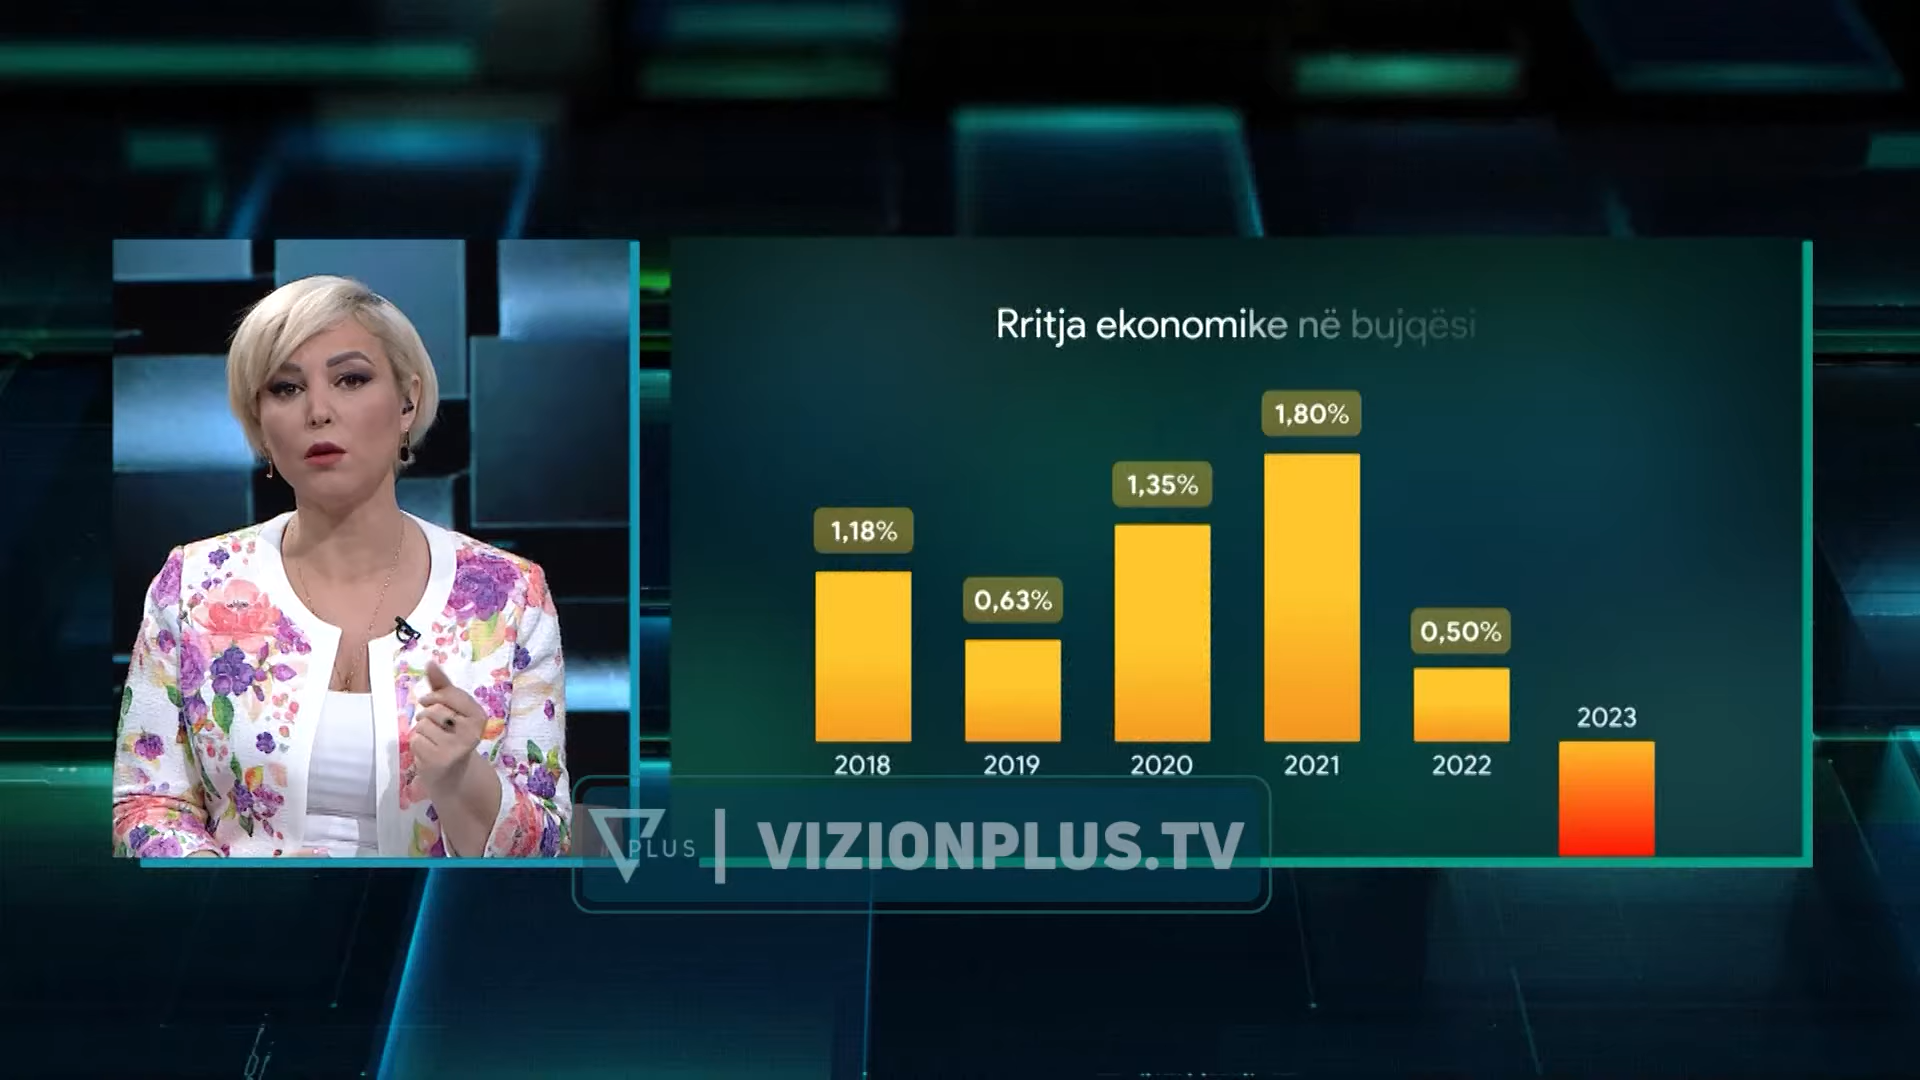 Rritja ekonomike në bujqësi
1,80%
1,35%
1,18%
0,63%
0,50%
2023
2018 2019 2020 2021 2022
PLUS | VIZIONPLUS.TV